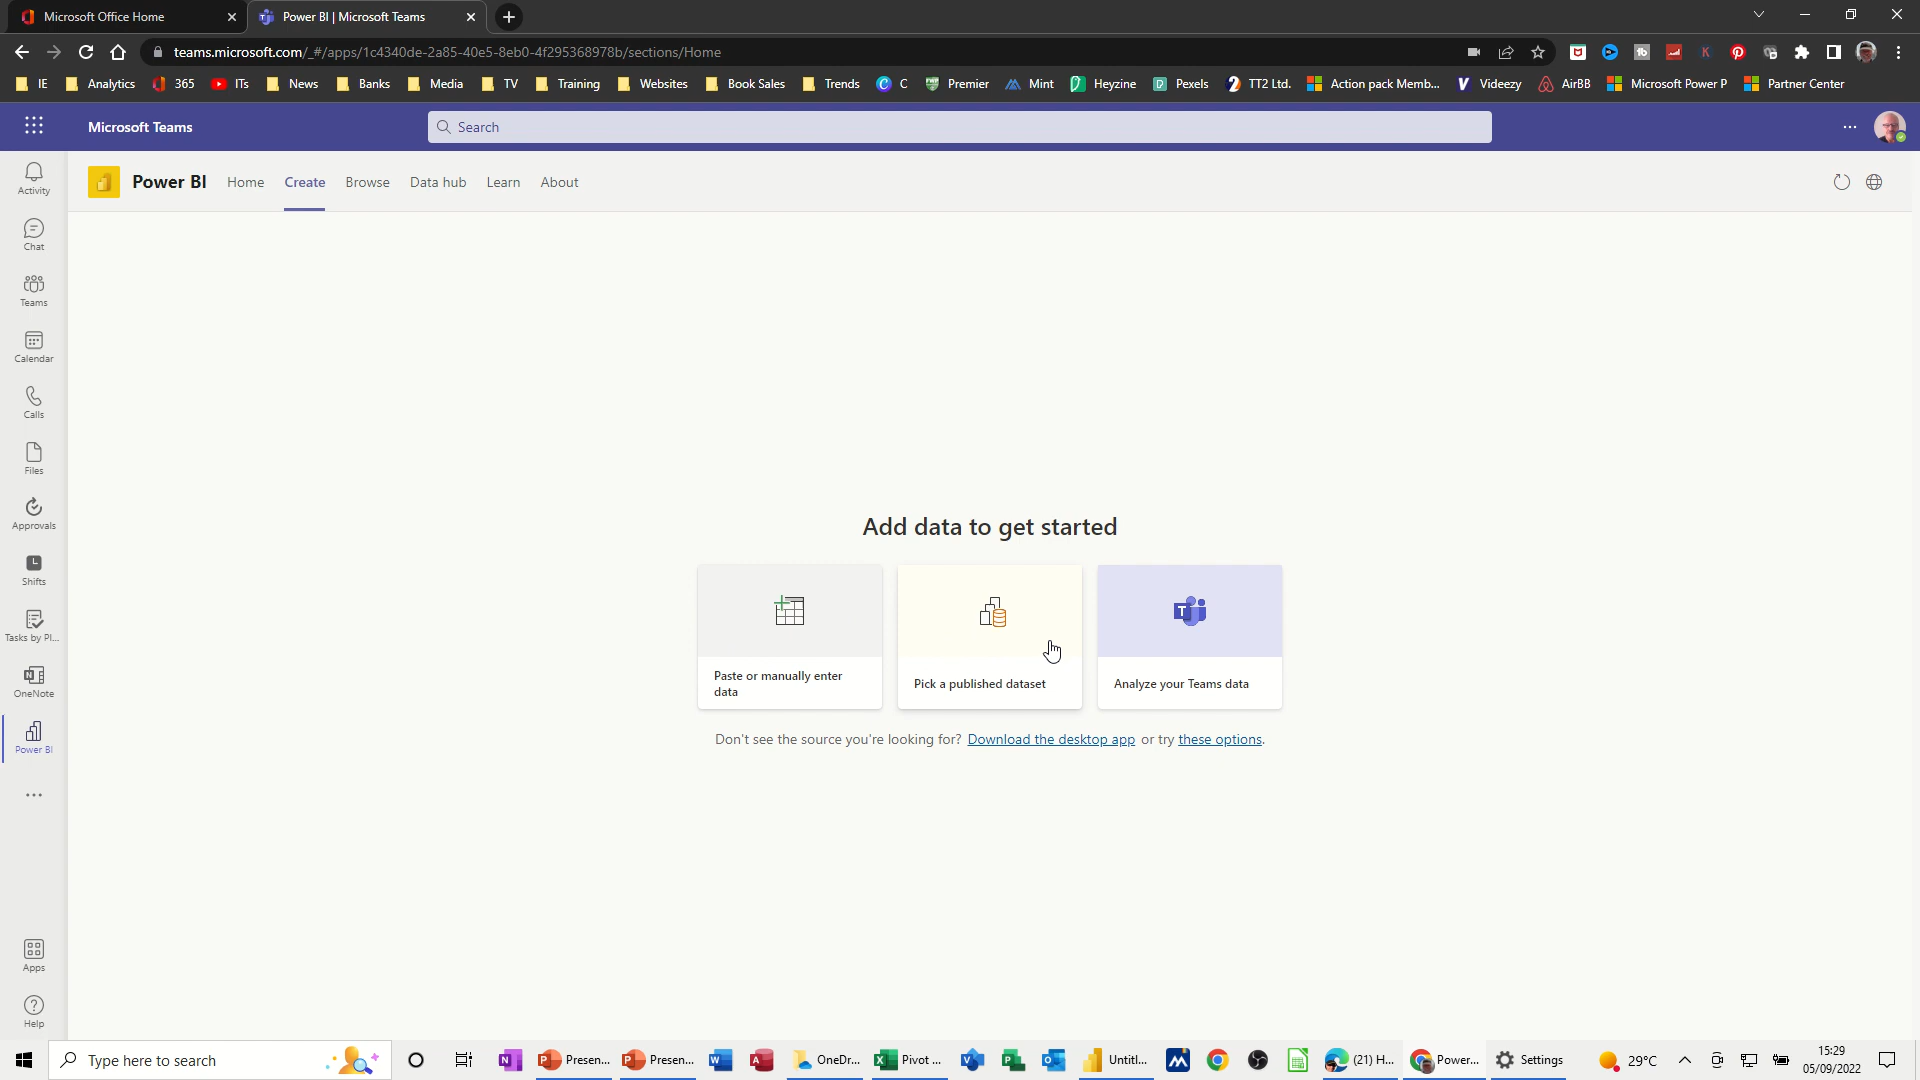 Microsoft Office Home
Power BI | Microsoft Teams
teams.microsoft.com/_#/apps/1c4340de-2a85-40e5-8eb0-4f295368978b/sections/Home
IE Analytics 365 ITs News Banks Media TV Training Websites Book Sales Trends C Premier Mint Heyzine Pexels TT2 Ltd. Action pack Memb... Videezy AirBB Microsoft Power P Partner Center
Microsoft Teams
Search
Activity
Chat
Teams
Calendar
Calls
Files
Approvals
Shifts
Tasks by Pl...
OneNote
Power BI
Apps
Help
Power BI Home Create Browse Data hub Learn About
Add data to get started
Paste or manually enter
data
Pick a published dataset
Analyze your Teams data
Don't see the source you're looking for? Download the desktop app or try these options.
Type here to search
Presen... Presen... OneDr... Pivot ... Untitl... (21) H... Power... Settings
29°C
15:29
05/09/2022